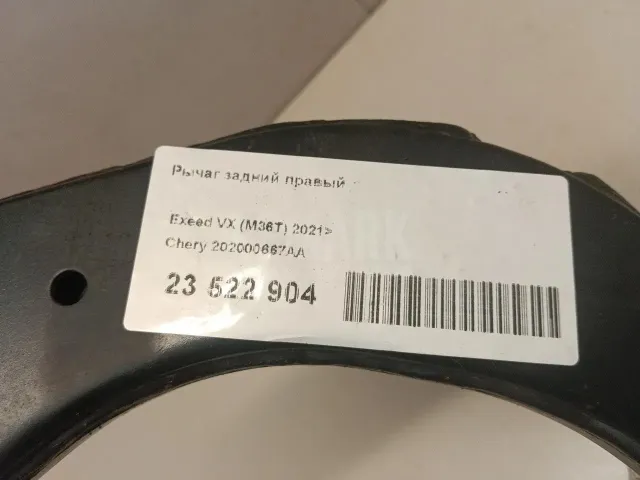 Рычаг задний правый
Exeed VX (M36T) 2021>
Chery 202000667AA
23 522 904